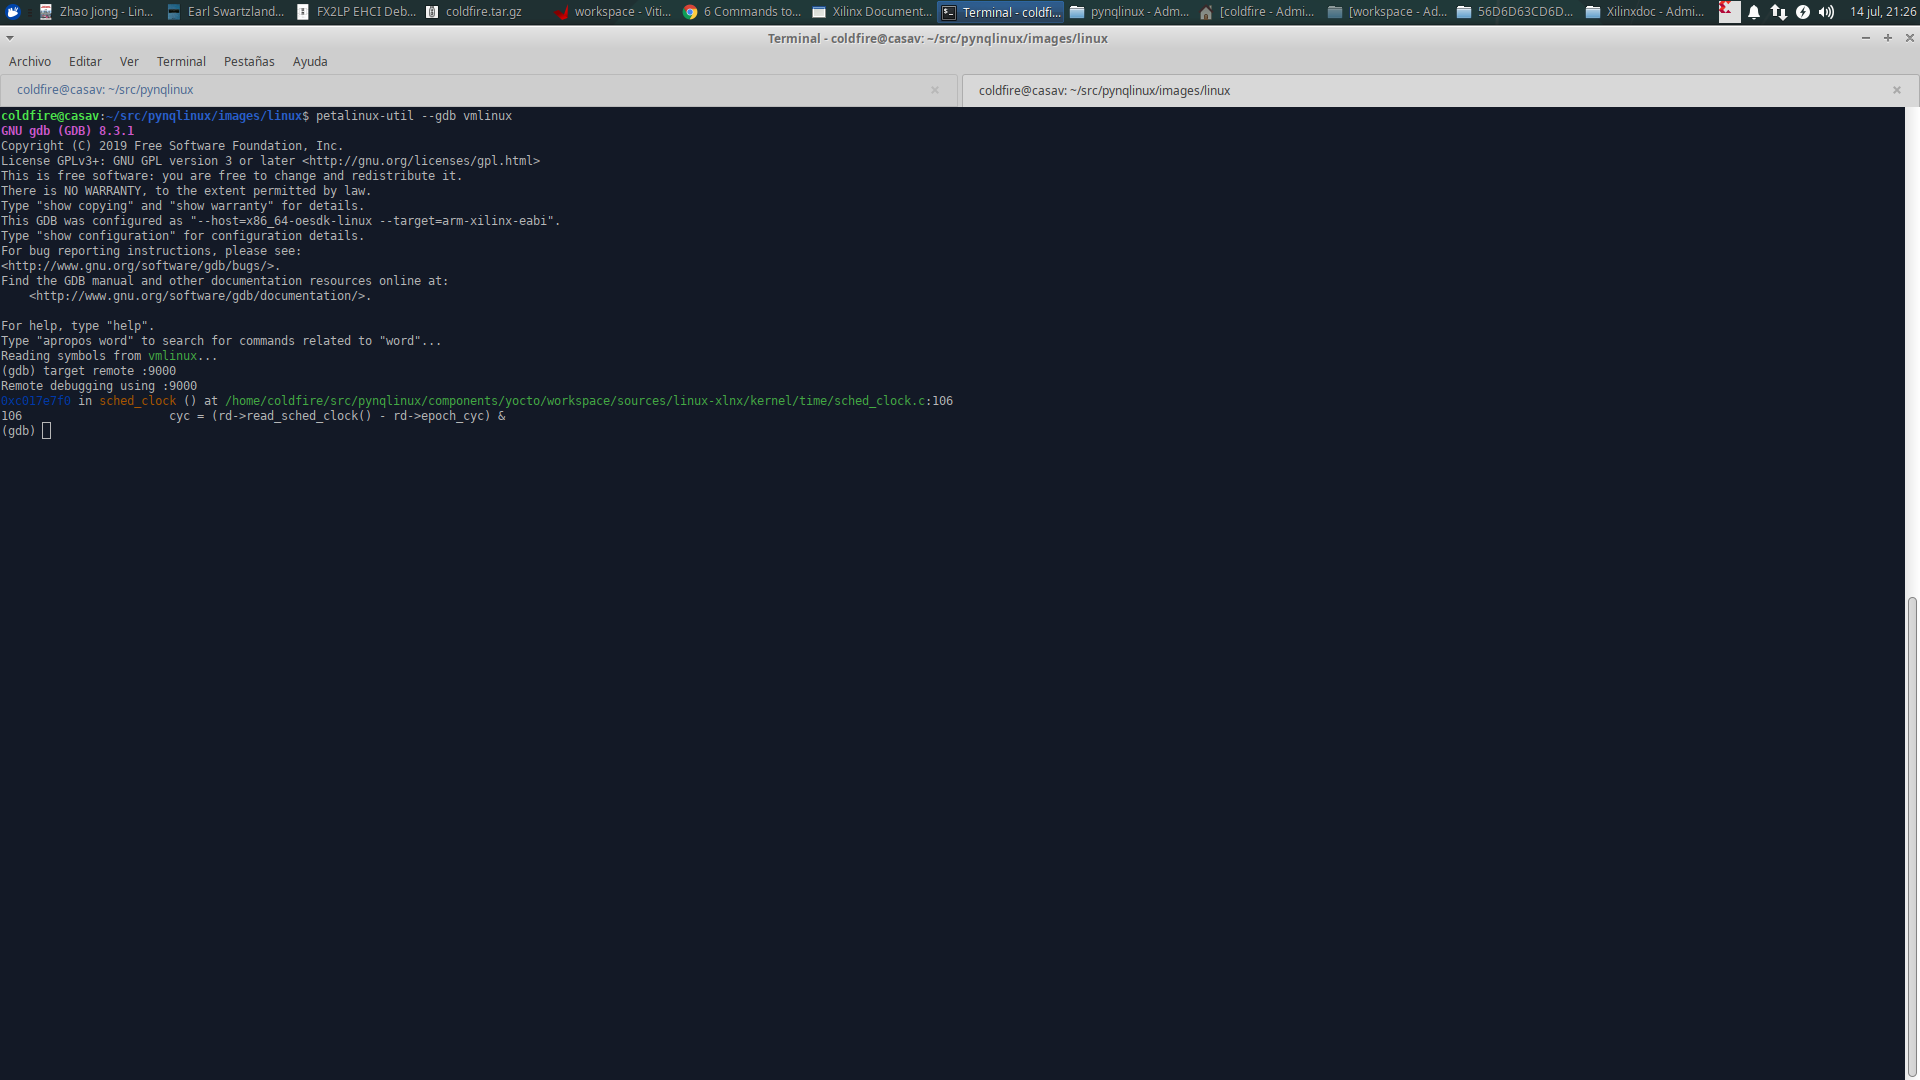 Zhao Jiong - Lin... Earl Swartzland... FX2LP EHCI Deb... coldfire.tar.gz workspace - Viti... 6 Commands to... Xilinx Document... Terminal - coldfi... pynqlinux - Adm... [coldfire - Admi... [workspace - Ad... 56D6D63CD6D... Xilinxdoc - Admi... 14 jul, 21:26
Terminal - coldfire@casav: ~/src/pynqlinux/images/linux
Archivo Editar Ver Terminal Pestañas Ayuda
coldfire@casav: ~/src/pynqlinux coldfire@casav: ~/src/pynqlinux/images/linux
coldfire@casav:~/src/pynqlinux/images/linux$ petalinux-util --gdb vmlinux
GNU gdb (GDB) 8.3.1
Copyright (C) 2019 Free Software Foundation, Inc.
License GPLv3+: GNU GPL version 3 or later <http://gnu.org/licenses/gpl.html>
This is free software: you are free to change and redistribute it.
There is NO WARRANTY, to the extent permitted by law.
Type "show copying" and "show warranty" for details.
This GDB was configured as "--host=x86_64-oesdk-linux --target=arm-xilinx-eabi".
Type "show configuration" for configuration details.
For bug reporting instructions, please see:
<http://www.gnu.org/software/gdb/bugs/>.
Find the GDB manual and other documentation resources online at:
<http://www.gnu.org/software/gdb/documentation/>.
For help, type "help".
Type "apropos word" to search for commands related to "word"...
Reading symbols from vmlinux...
(gdb) target remote :9000
Remote debugging using :9000
0xc017e7f0 in sched_clock () at /home/coldfire/src/pynqlinux/components/yocto/workspace/sources/linux-xlnx/kernel/time/sched_clock.c:106
106 cyc = (rd->read_sched_clock() - rd->epoch_cyc) &
(gdb)